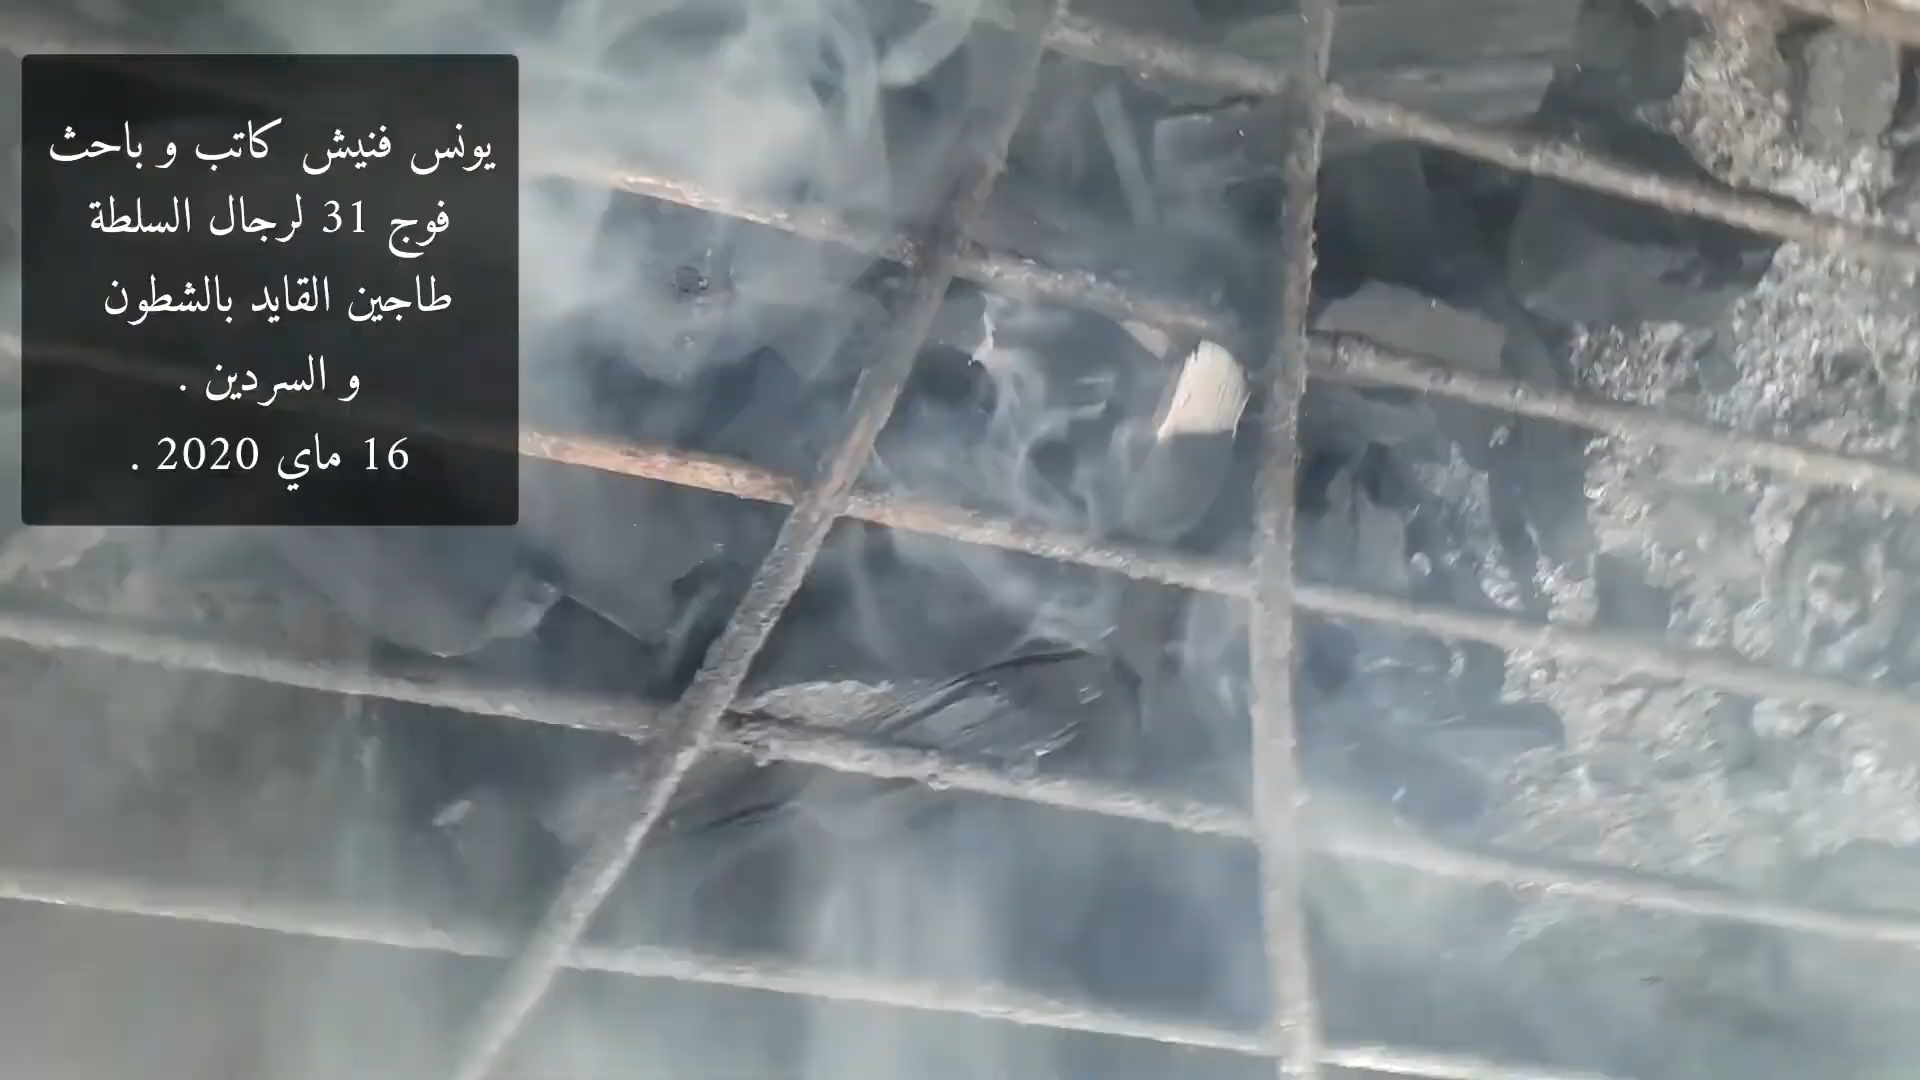 يونس فنيش كاتب و باحث
فوج 31 لرجال السلطة
طاجين القايد بالشطون
و السردين .
16 ماي 2020 .